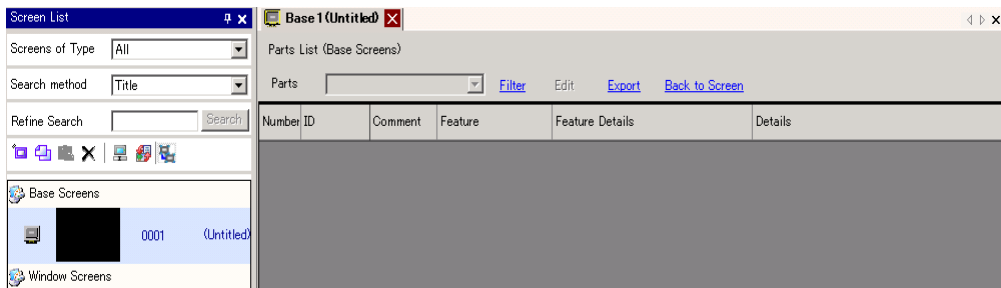 Screen List
Screens of Type All
Search method Title
Refine Search Search
Base Screens
0001 (Untitled)
Window Screens
Base 1 (Untitled)
Parts List (Base Screens)
Parts Filter Edit Export Back to Screen
Number ID Comment Feature Feature Details Details